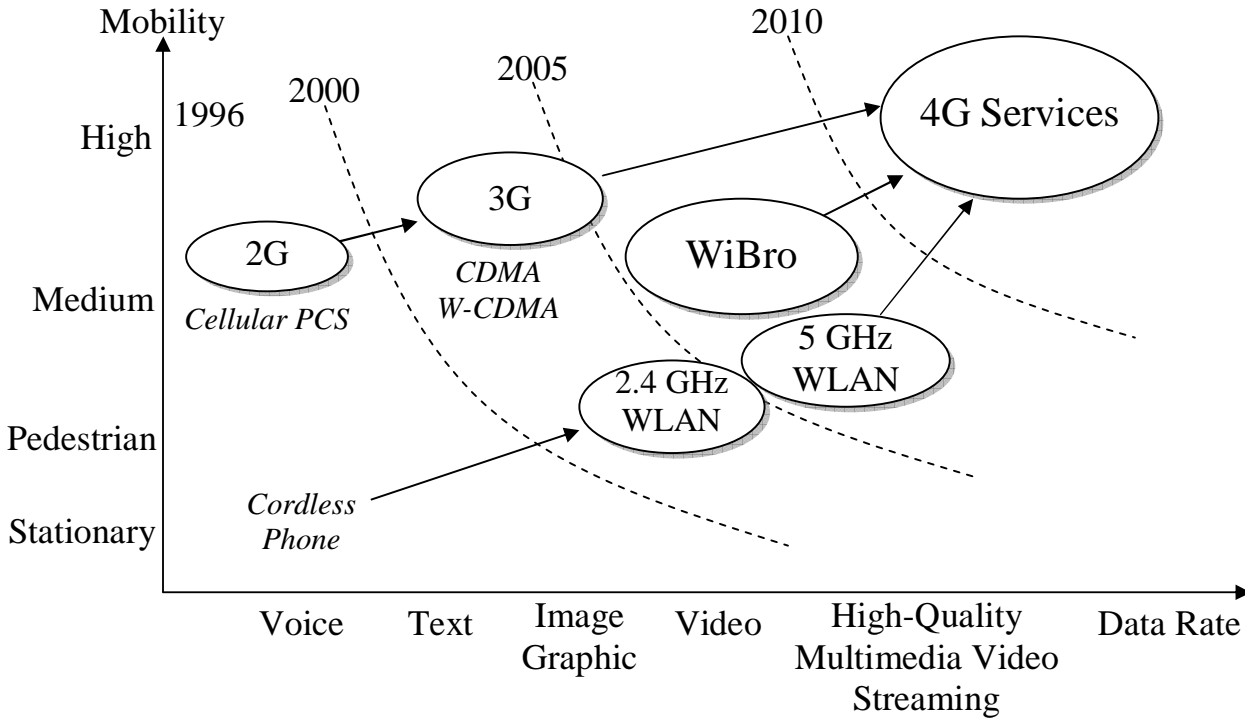 Mobility
2010
2005
2000
1996
High
4G Services
3G
2G
WiBro
CDMA
W-CDMA
Medium
Cellular PCS
5 GHz
WLAN
2.4 GHz
WLAN
Pedestrian
Cordless
Phone
Stationary
Voice
Text
Image
Graphic
Video
High-Quality
Multimedia Video
Streaming
Data Rate